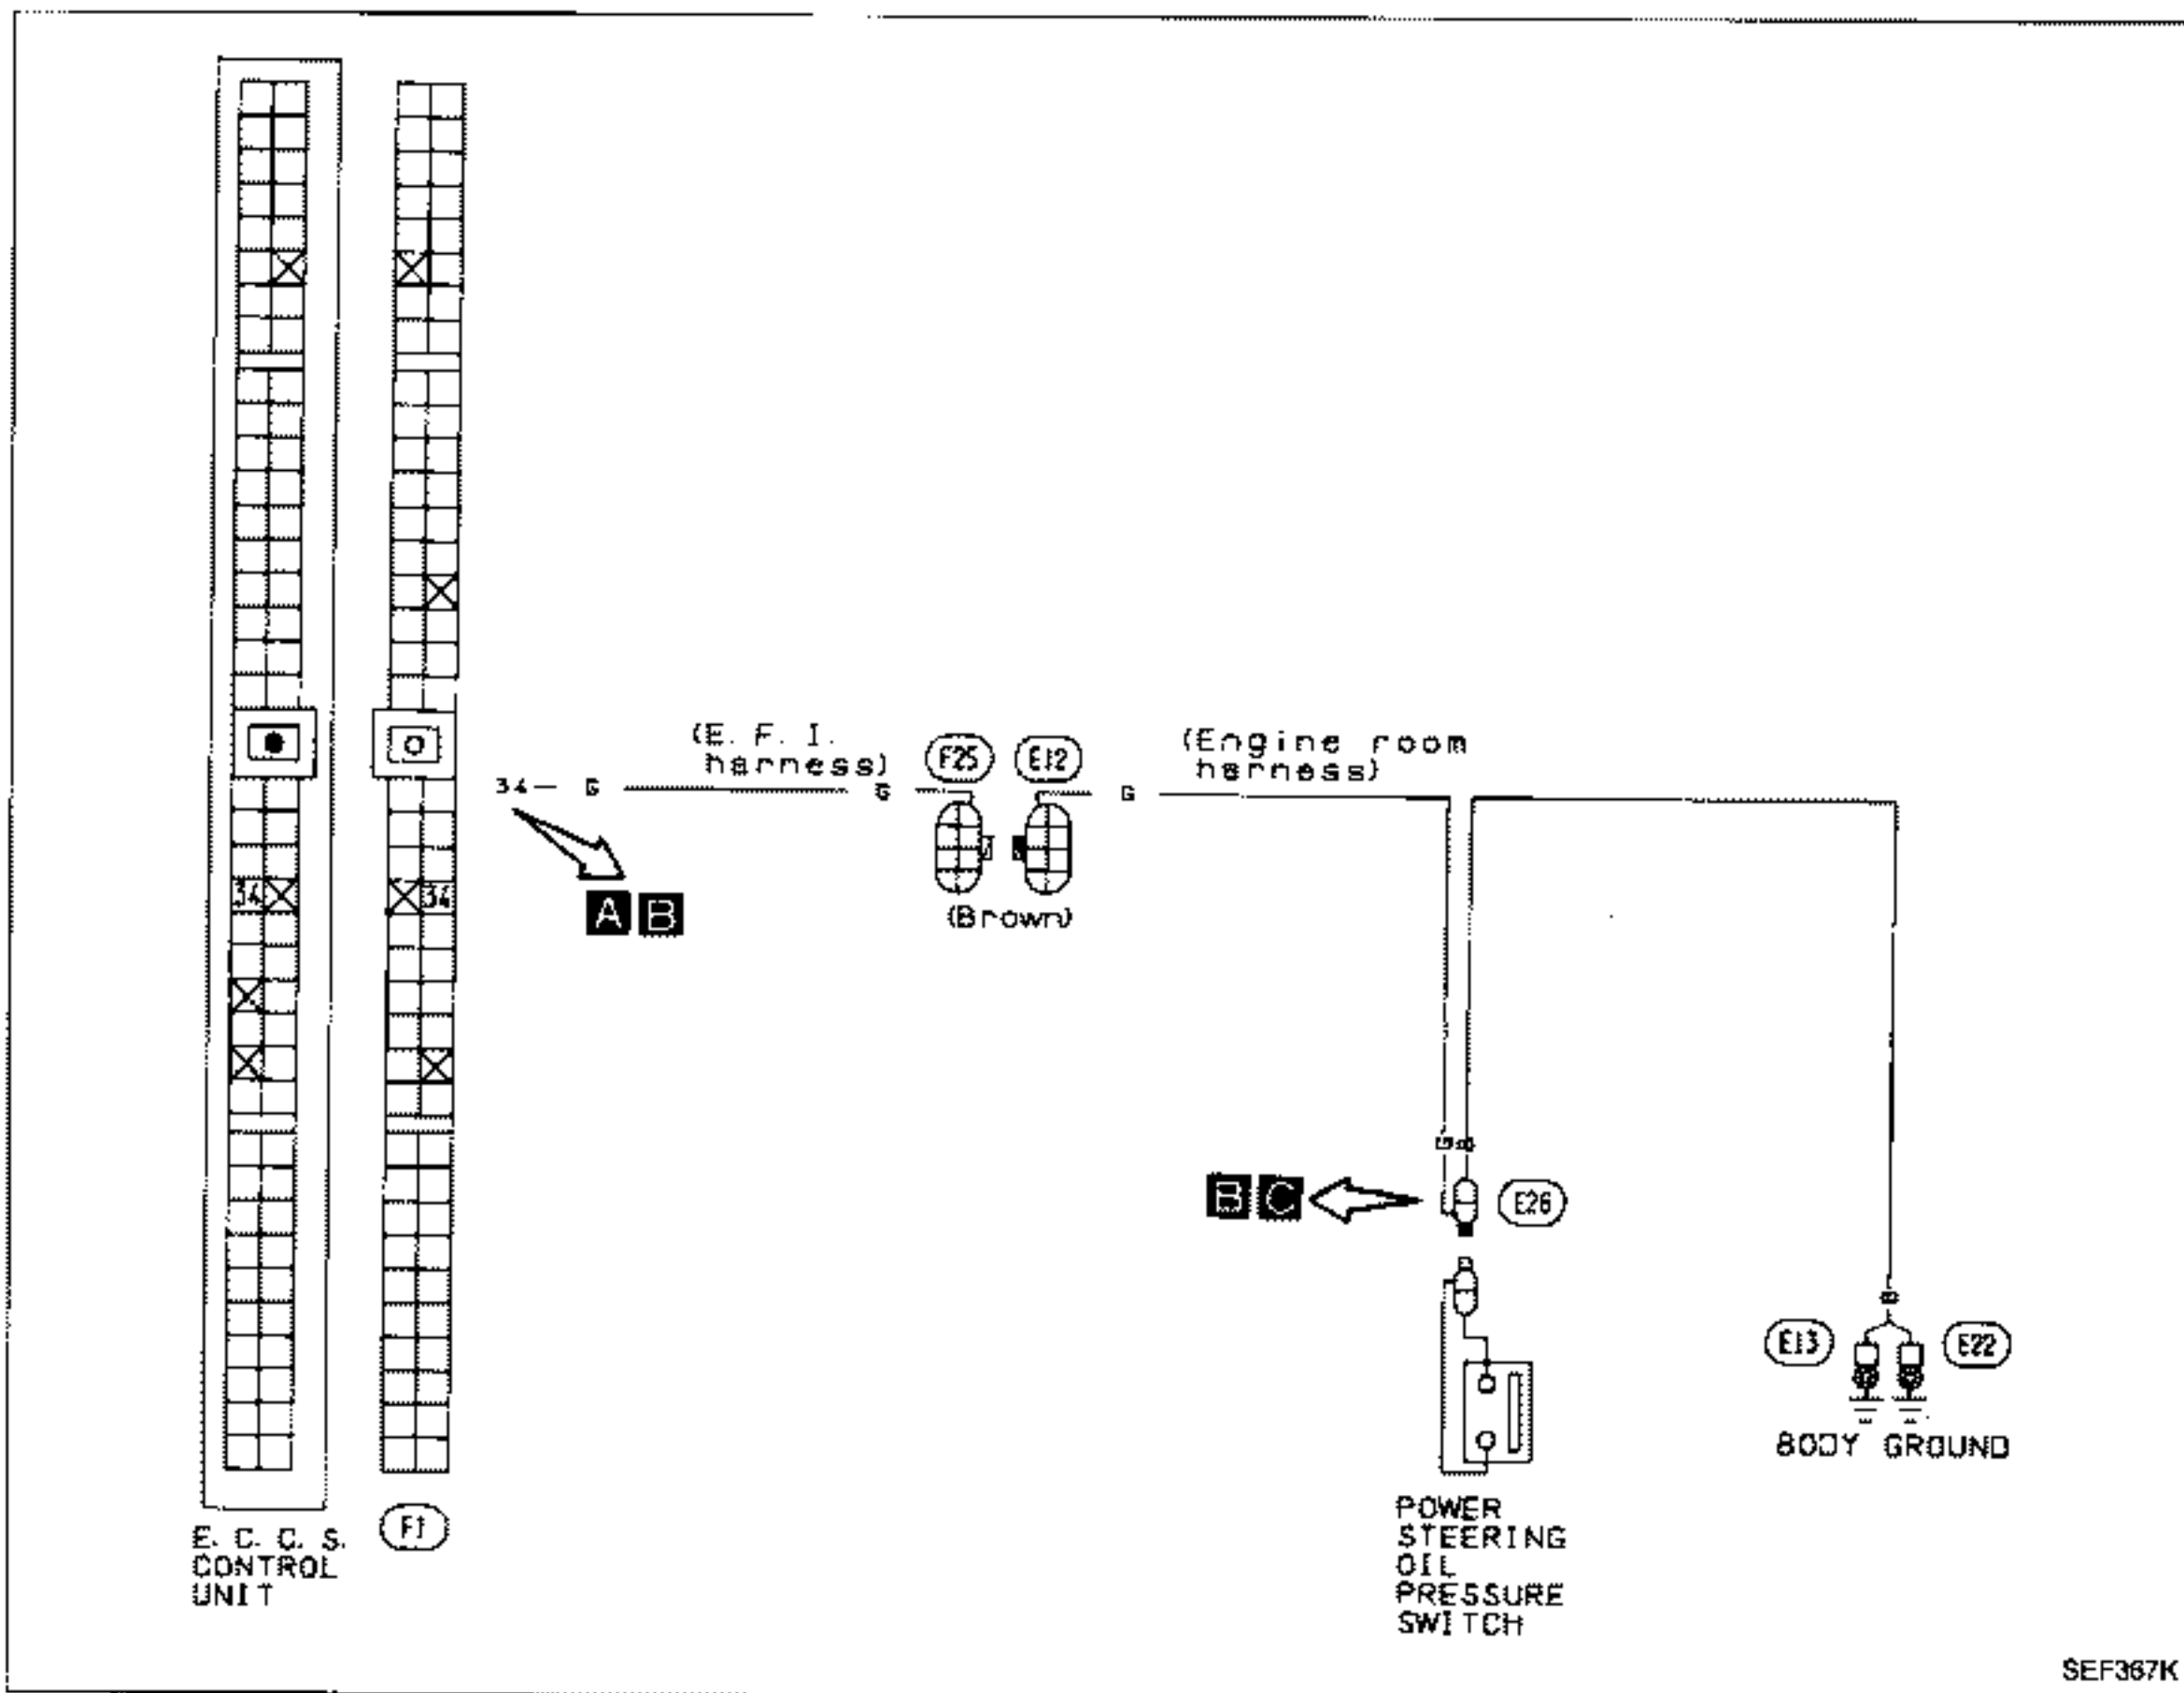 (E. F. I.
harness)
F25
E12
(Engine room
harness)
34 — G
G
G
A B
34
34
(Brown)
G B
B C
E26
B
E13
E22
BODY GROUND
E. C. C. S.
CONTROL
UNIT
F1
POWER
STEERING
OIL
PRESSURE
SWITCH
SEF367K